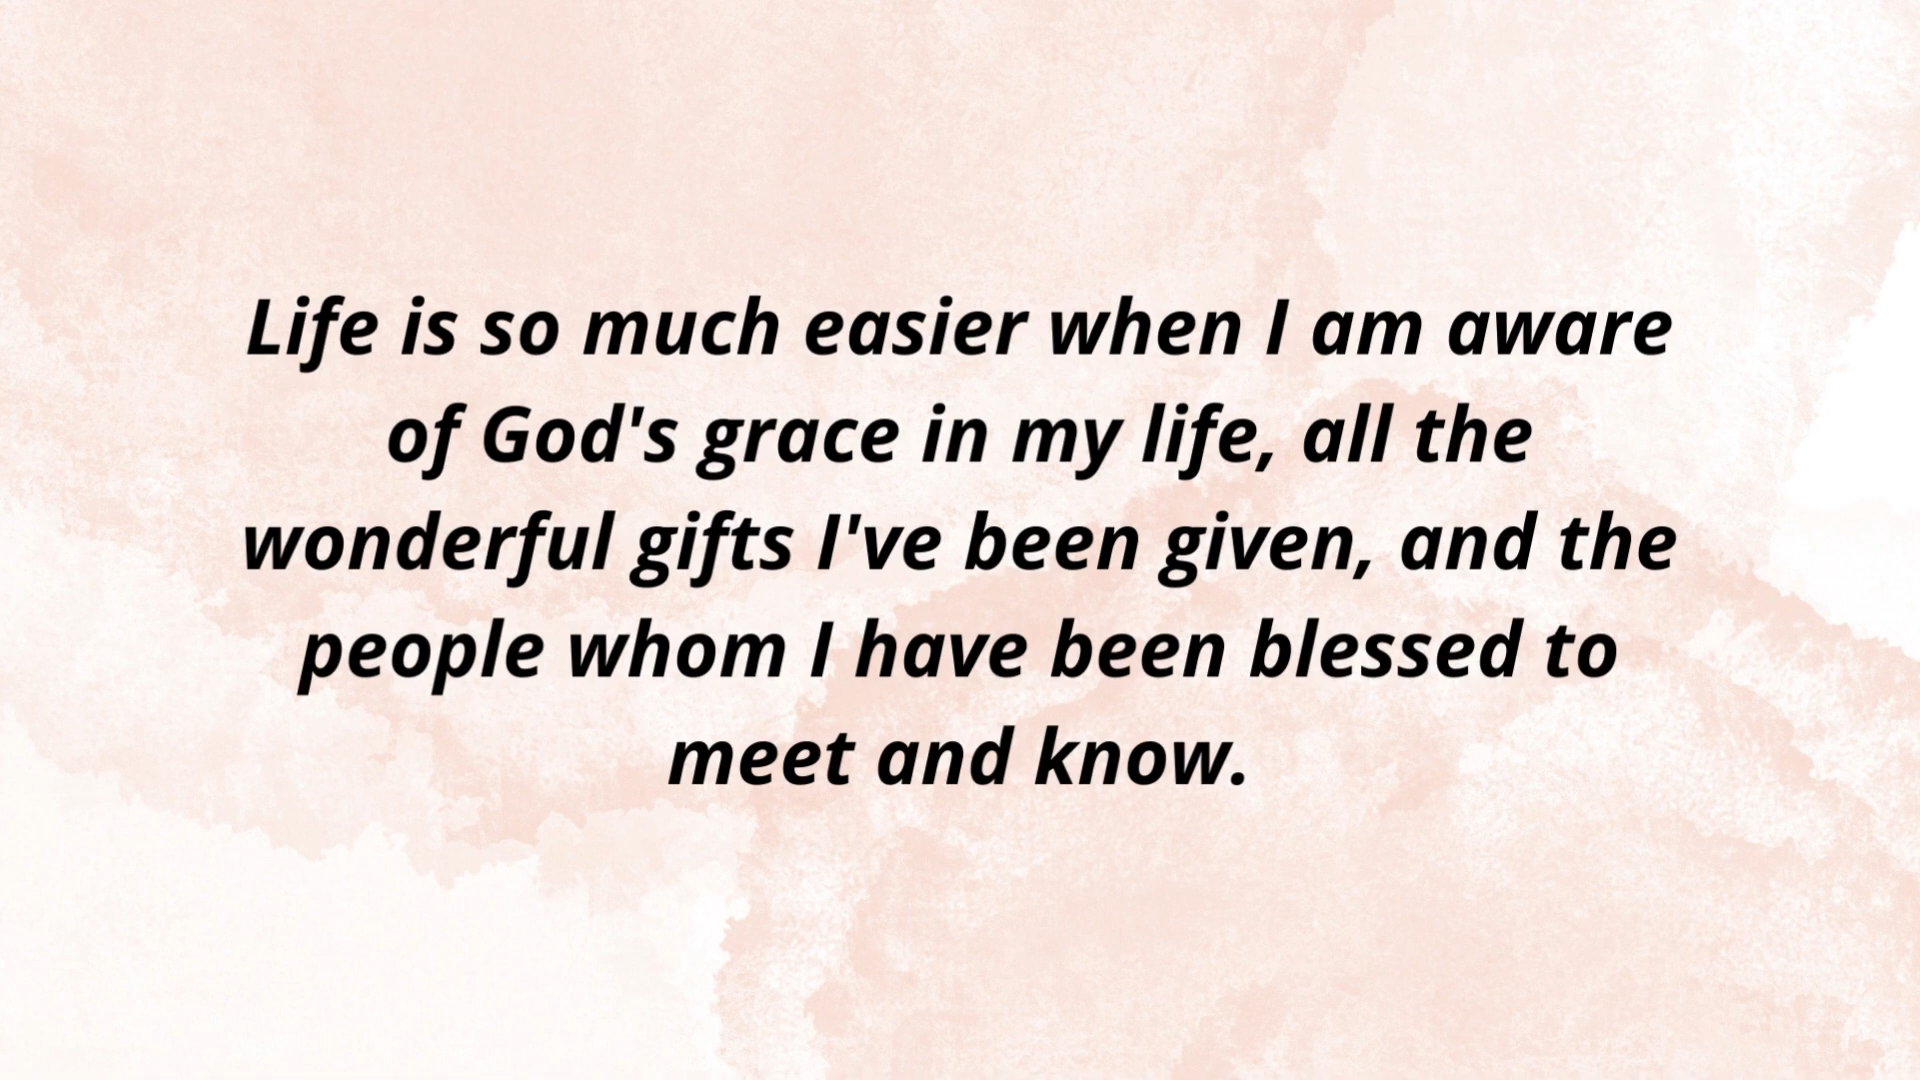 Life is so much easier when I am aware
of God's grace in my life, all the
wonderful gifts I've been given, and the
people whom I have been blessed to
meet and know.